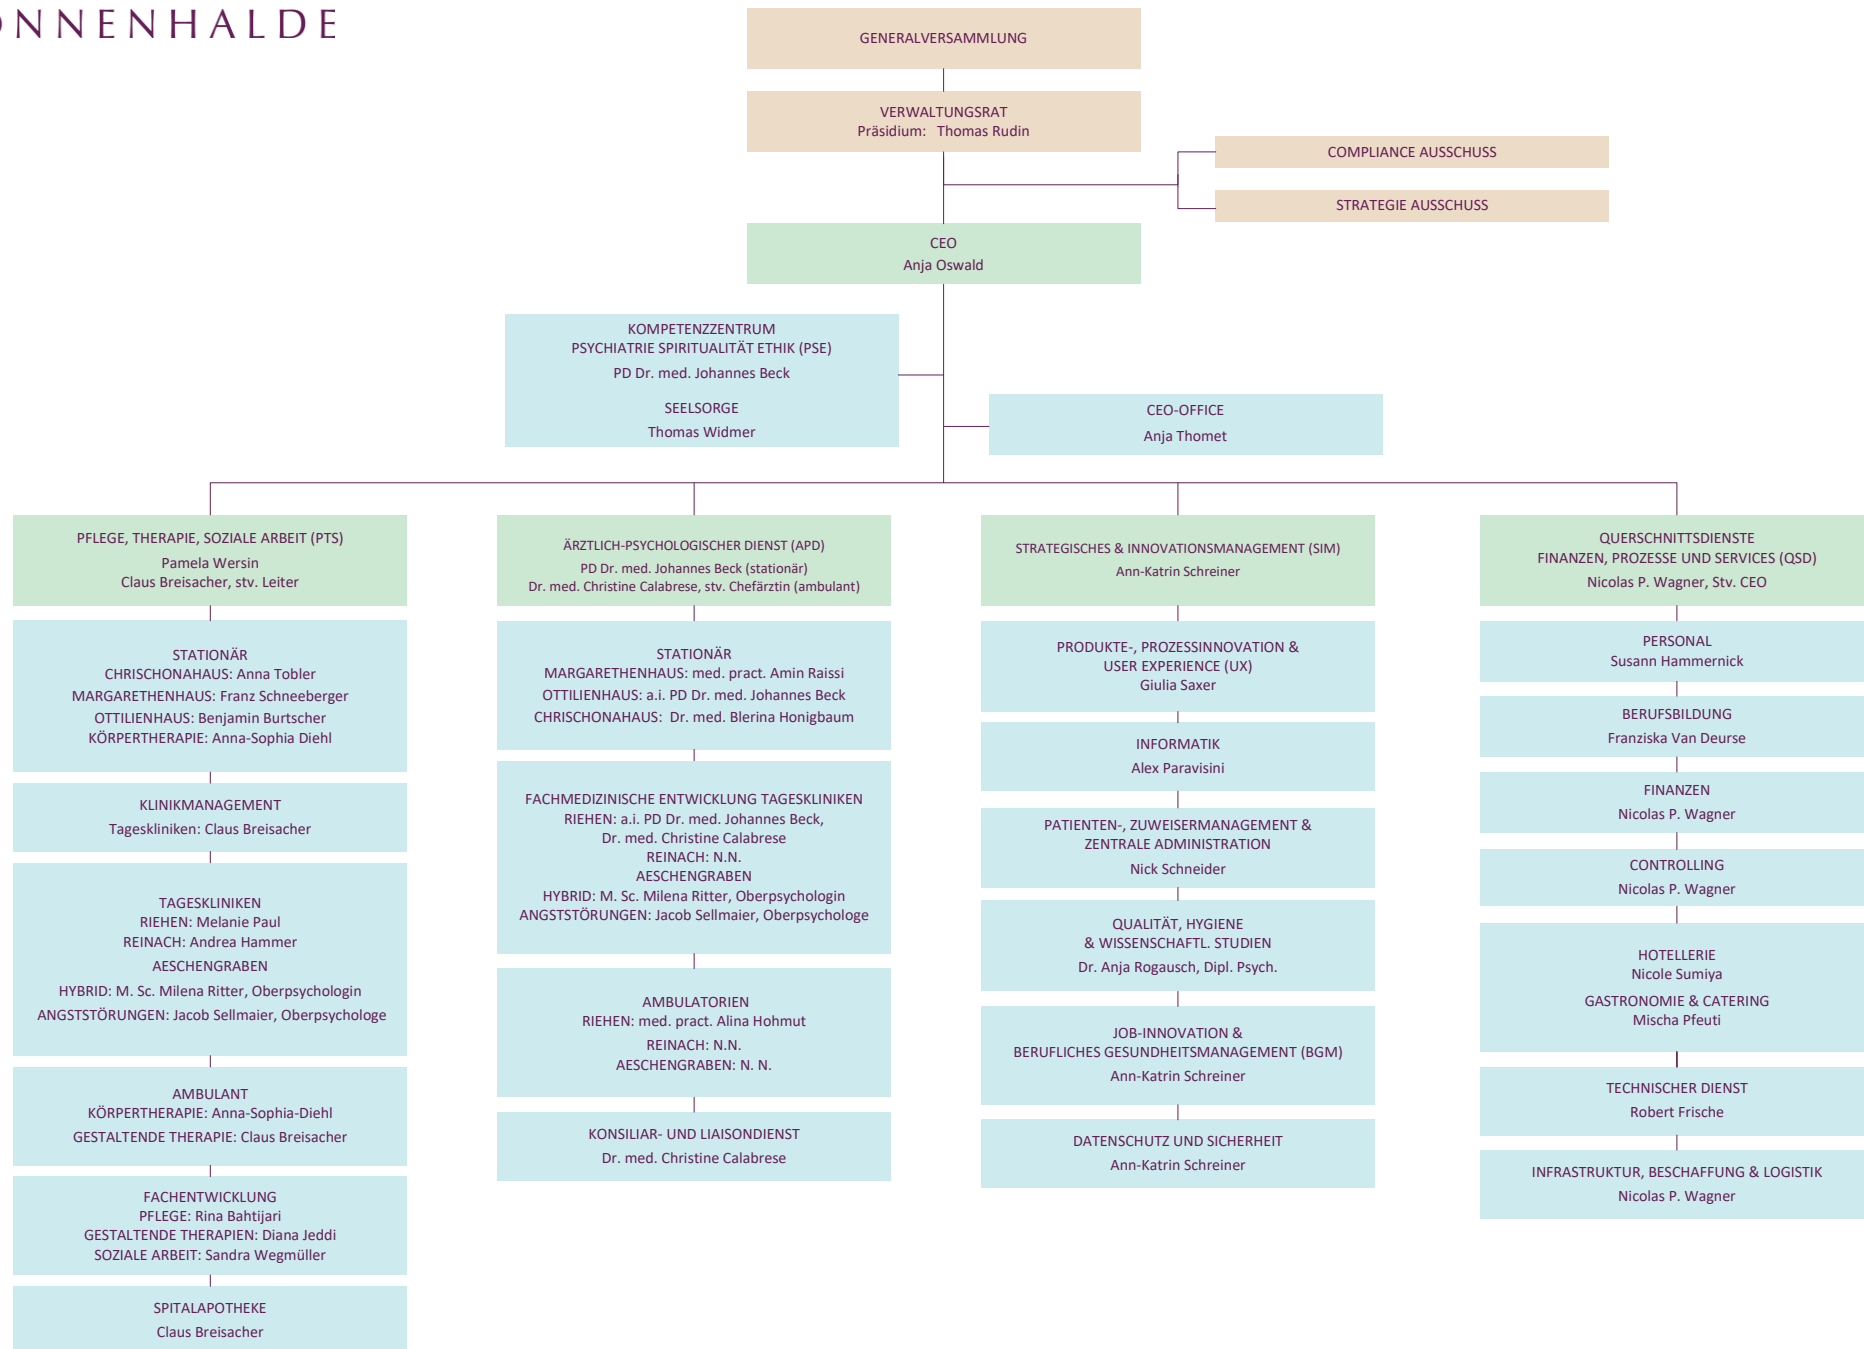 ONNENHALDE
GENERALVERSAMMLUNG
VERWALTUNGSRAT
Präsidium: Thomas Rudin
COMPLIANCE AUSSCHUSS
STRATEGIE AUSSCHUSS
CEO
Anja Oswald
KOMPETENZZENTRUM
PSYCHIATRIE SPIRITUALITÄT ETHIK (PSE)
PD Dr. med. Johannes Beck
SEELSORGE
Thomas Widmer
CEO-OFFICE
Anja Thomet
PFLEGE, THERAPIE, SOZIALE ARBEIT (PTS)
Pamela Wersin
Claus Breisacher, stv. Leiter
STATIONÄR
CHRISCHONAHAUS: Anna Tobler
MARGARETHENHAUS: Franz Schneeberger
OTTILIENHAUS: Benjamin Burtscher
KÖRPERTHERAPIE: Anna-Sophia Diehl
KLINIKMANAGEMENT
Tageskliniken: Claus Breisacher
TAGESKLINIKEN
RIEHEN: Melanie Paul
REINACH: Andrea Hammer
AESCHENGRABEN
HYBRID: M. Sc. Milena Ritter, Oberpsychologin
ANGSTSTÖRUNGEN: Jacob Sellmaier, Oberpsychologe
AMBULANT
KÖRPERTHERAPIE: Anna-Sophia-Diehl
GESTALTENDE THERAPIE: Claus Breisacher
FACHENTWICKLUNG
PFLEGE: Rina Bahtijari
GESTALTENDE THERAPIEN: Diana Jeddi
SOZIALE ARBEIT: Sandra Wegmüller
SPITALAPOTHEKE
Claus Breisacher
ÄRZTLICH-PSYCHOLOGISCHER DIENST (APD)
PD Dr. med. Johannes Beck (stationär)
Dr. med. Christine Calabrese, stv. Chefärztin (ambulant)
STATIONÄR
MARGARETHENHAUS: med. pract. Amin Raissi
OTTILIENHAUS: a.i. PD Dr. med. Johannes Beck
CHRISCHONAHAUS: Dr. med. Blerina Honigbaum
FACHMEDIZINISCHE ENTWICKLUNG TAGESKLINIKEN
RIEHEN: a.i. PD Dr. med. Johannes Beck,
Dr. med. Christine Calabrese
REINACH: N.N.
AESCHENGRABEN
HYBRID: M. Sc. Milena Ritter, Oberpsychologin
ANGSTSTÖRUNGEN: Jacob Sellmaier, Oberpsychologe
AMBULATORIEN
RIEHEN: med. pract. Alina Hohmut
REINACH: N.N.
AESCHENGRABEN: N. N.
KONSILIAR- UND LIAISONDIENST
Dr. med. Christine Calabrese
STRATEGISCHES & INNOVATIONSMANAGEMENT (SIM)
Ann-Katrin Schreiner
PRODUKTE-, PROZESSINNOVATION &
USER EXPERIENCE (UX)
Giulia Saxer
INFORMATIK
Alex Paravisini
PATIENTEN-, ZUWEISERMANAGEMENT &
ZENTRALE ADMINISTRATION
Nick Schneider
QUALITÄT, HYGIENE
& WISSENSCHAFTL. STUDIEN
Dr. Anja Rogausch, Dipl. Psych.
JOB-INNOVATION &
BERUFLICHES GESUNDHEITSMANAGEMENT (BGM)
Ann-Katrin Schreiner
DATENSCHUTZ UND SICHERHEIT
Ann-Katrin Schreiner
QUERSCHNITTSDIENSTE
FINANZEN, PROZESSE UND SERVICES (QSD)
Nicolas P. Wagner, Stv. CEO
PERSONAL
Susann Hammernick
BERUFSBILDUNG
Franziska Van Deurse
FINANZEN
Nicolas P. Wagner
CONTROLLING
Nicolas P. Wagner
HOTELLERIE
Nicole Sumiya
GASTRONOMIE & CATERING
Mischa Pfeuti
TECHNISCHER DIENST
Robert Frische
INFRASTRUKTUR, BESCHAFFUNG & LOGISTIK
Nicolas P. Wagner